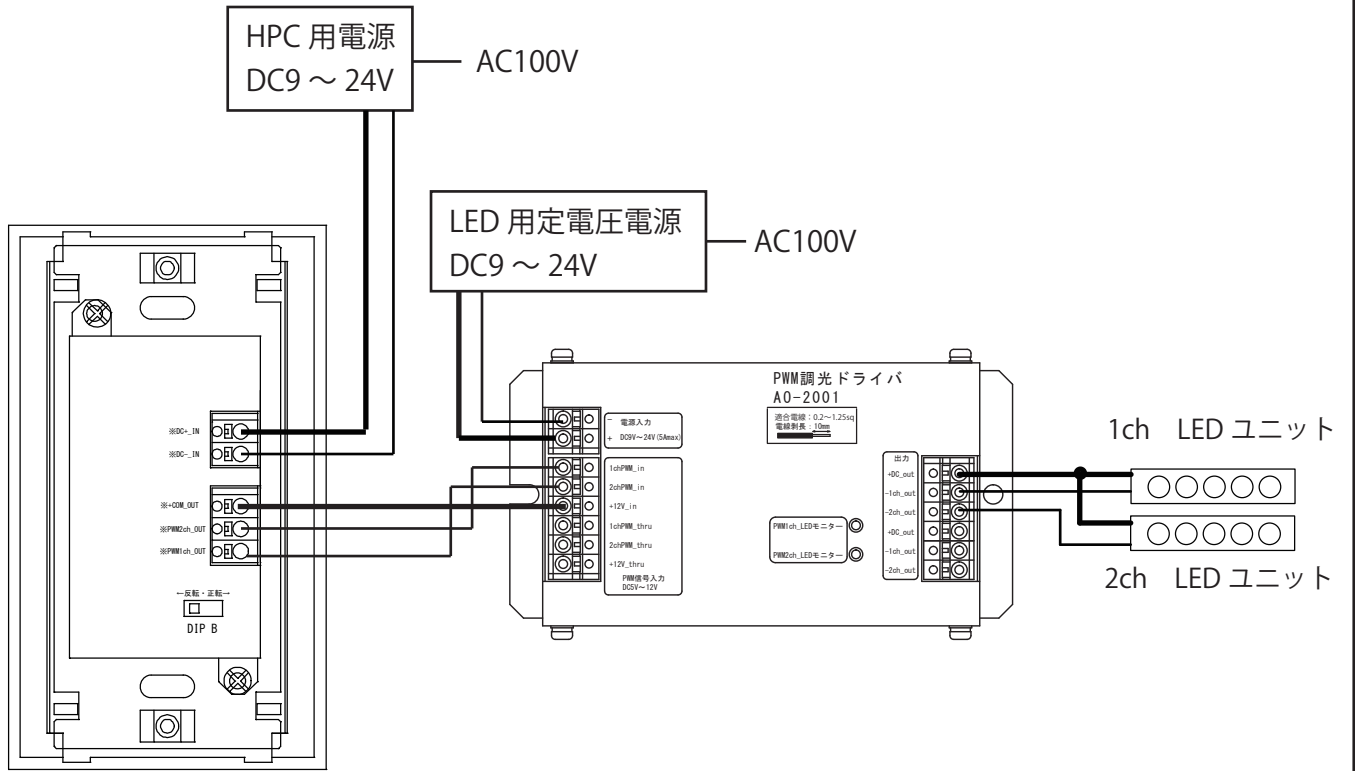 HPC 用電源
DC9 ～ 24V
AC100V
LED 用定電圧電源
DC9 ～ 24V
AC100V
※DC+_IN
※DC-_IN
※+COM_OUT
※PWM2ch_OUT
※PWM1ch_OUT
←反転・正転→
DIP B
PWM調光ドライバ
AO-2001
適合電線：0.2～1.25sq
電線剥長：10mm
- 電源入力
+ DC9V～24V(5Amax)
1chPWM_in
2chPWM_in
+12V_in
1chPWM_thru
2chPWM_thru
+12V_thru
PWM信号入力
DC5V～12V
PWM1ch_LEDモニター
PWM2ch_LEDモニター
出力
+DC_out
-1ch_out
-2ch_out
+DC_out
-1ch_out
-2ch_out
1ch LED ユニット
2ch LED ユニット